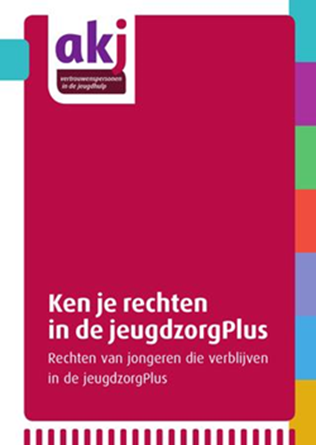 akj
vertrouwenspersonen
in de jeugdhulp
Ken je rechten
in de jeugdzorgPlus
Rechten van jongeren die verblijven
in de jeugdzorgPlus